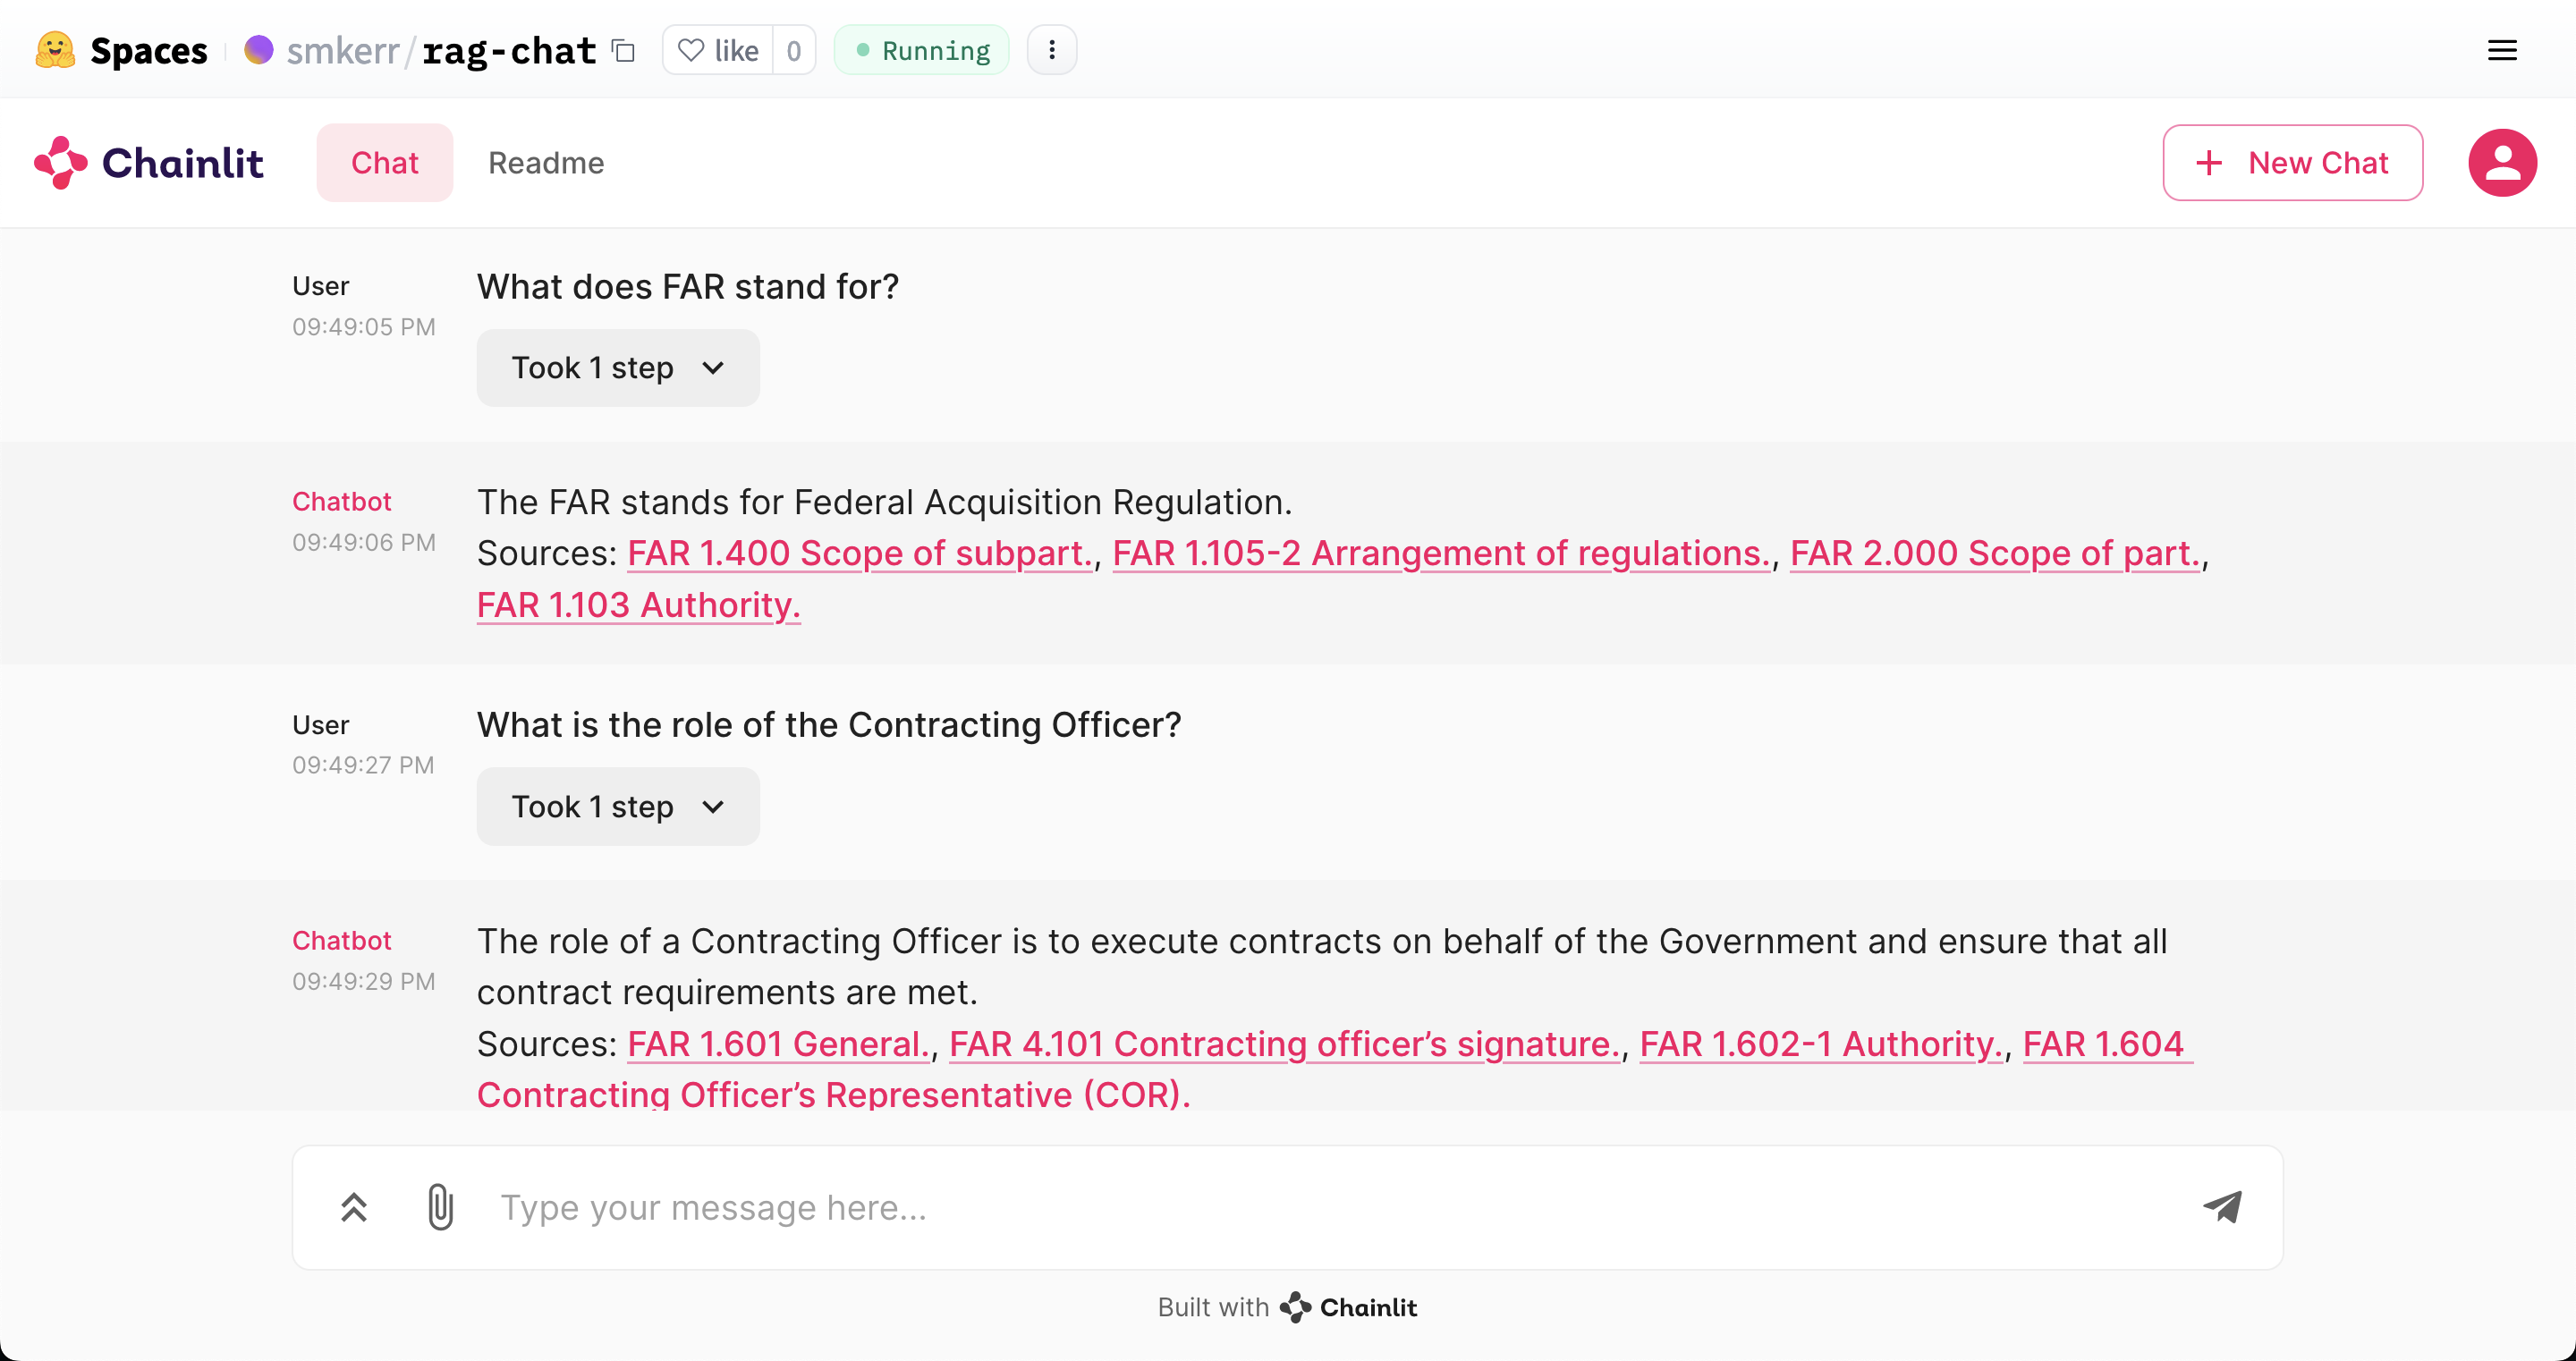 Spaces smkerr/rag-chat like 0 Running
Chainlit Chat Readme + New Chat
User What does FAR stand for?
09:49:05 PM
Took 1 step
Chatbot The FAR stands for Federal Acquisition Regulation.
09:49:06 PM Sources: FAR 1.400 Scope of subpart., FAR 1.105-2 Arrangement of regulations., FAR 2.000 Scope of part.,
FAR 1.103 Authority.
User What is the role of the Contracting Officer?
09:49:27 PM
Took 1 step
Chatbot The role of a Contracting Officer is to execute contracts on behalf of the Government and ensure that all
09:49:29 PM contract requirements are met.
Sources: FAR 1.601 General., FAR 4.101 Contracting officer’s signature., FAR 1.602-1 Authority., FAR 1.604
Contracting Officer’s Representative (COR).
Type your message here...
Built with Chainlit